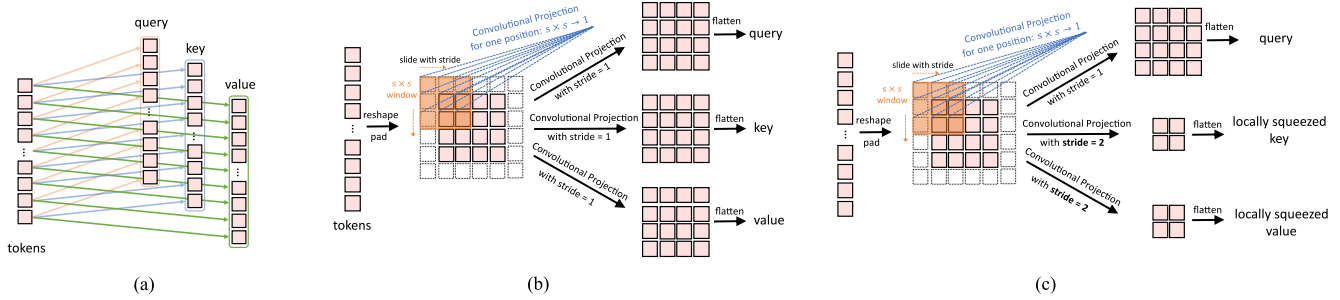 query
key
value
⋮
⋮
⋮
⋮
tokens
(a)
tokens
⋮
reshape
pad
slide with stride
s × s
window
Convolutional Projection
for one position: s × s → 1
Convolutional Projection
with stride = 1
Convolutional Projection
with stride = 1
Convolutional Projection
with stride = 1
flatten
query
flatten
key
flatten
value
(b)
⋮
reshape
pad
slide with stride
s × s
window
Convolutional Projection
for one position: s × s → 1
Convolutional Projection
with stride = 1
Convolutional Projection
with stride = 2
Convolutional Projection
with stride = 2
flatten
query
flatten
locally squeezed
key
flatten
locally squeezed
value
(c)